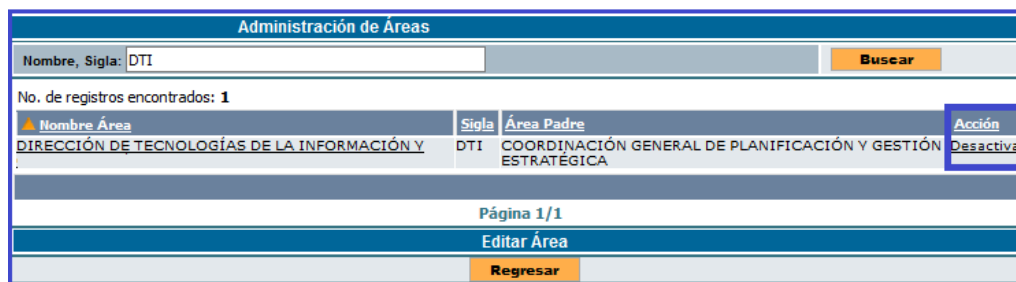 Administración de Áreas
Nombre, Sigla: DTI Buscar
No. de registros encontrados: 1
Nombre Área Sigla Área Padre Acción
DIRECCIÓN DE TECNOLOGÍAS DE LA INFORMACIÓN Y DTI COORDINACIÓN GENERAL DE PLANIFICACIÓN Y GESTIÓN Desactiva
ESTRATÉGICA
Página 1/1
Editar Área
Regresar